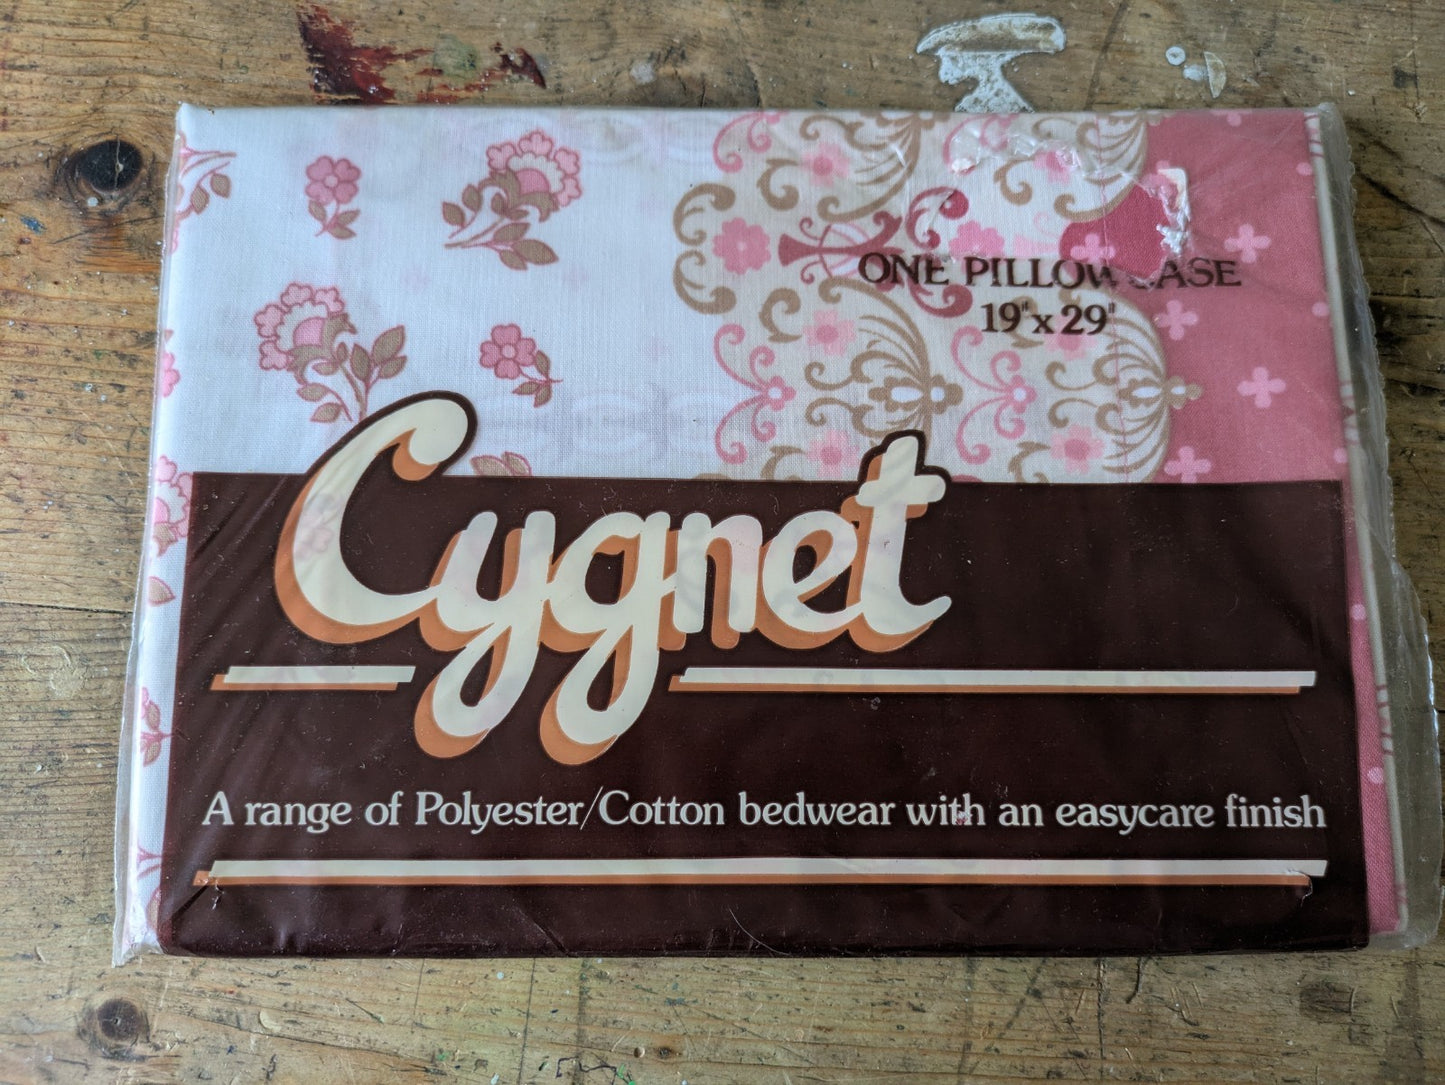 ONE PILLOW CASE
19" x 29"
Cygnet
A range of Polyester/Cotton bedwear with an easycare finish